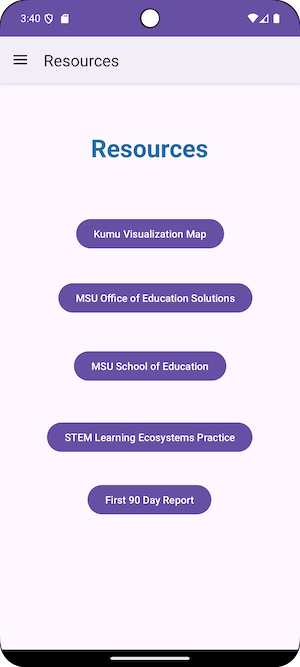 3:40
Resources
Resources
Kumu Visualization Map
MSU Office of Education Solutions
MSU School of Education
STEM Learning Ecosystems Practice
First 90 Day Report